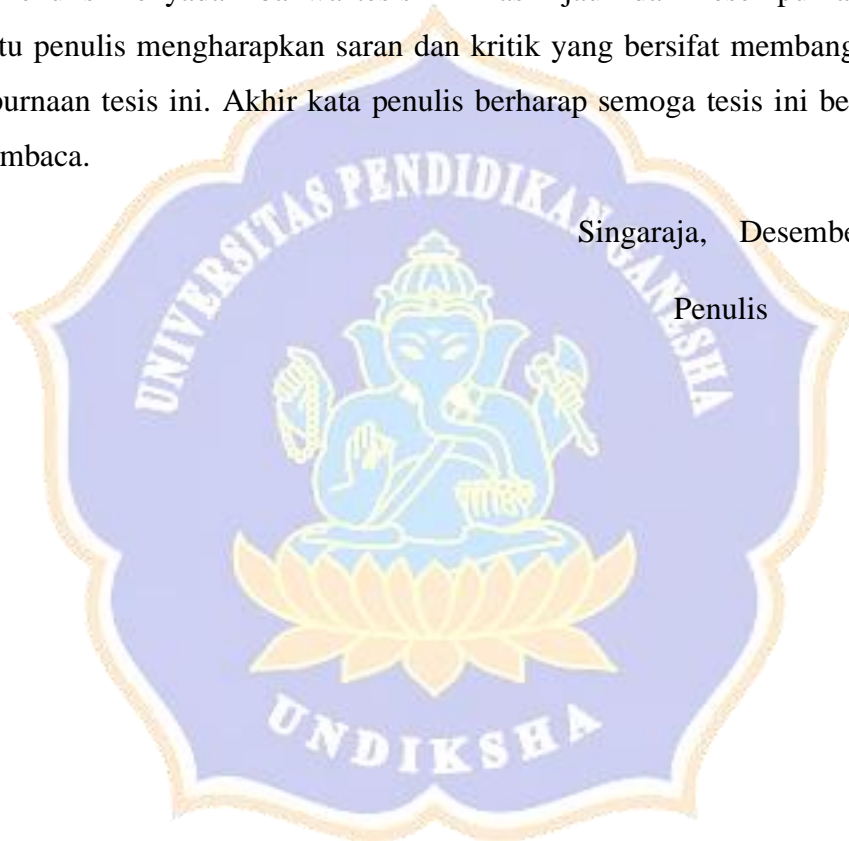 tu penulis mengharapkan saran dan kritik yang bersifat membang
purnaan tesis ini. Akhir kata penulis berharap semoga tesis ini be
mbaca.
Singaraja, Desembe
Penulis
UNIVERSITAS PENDIDIKAN GANESHA
UNDIKSHA